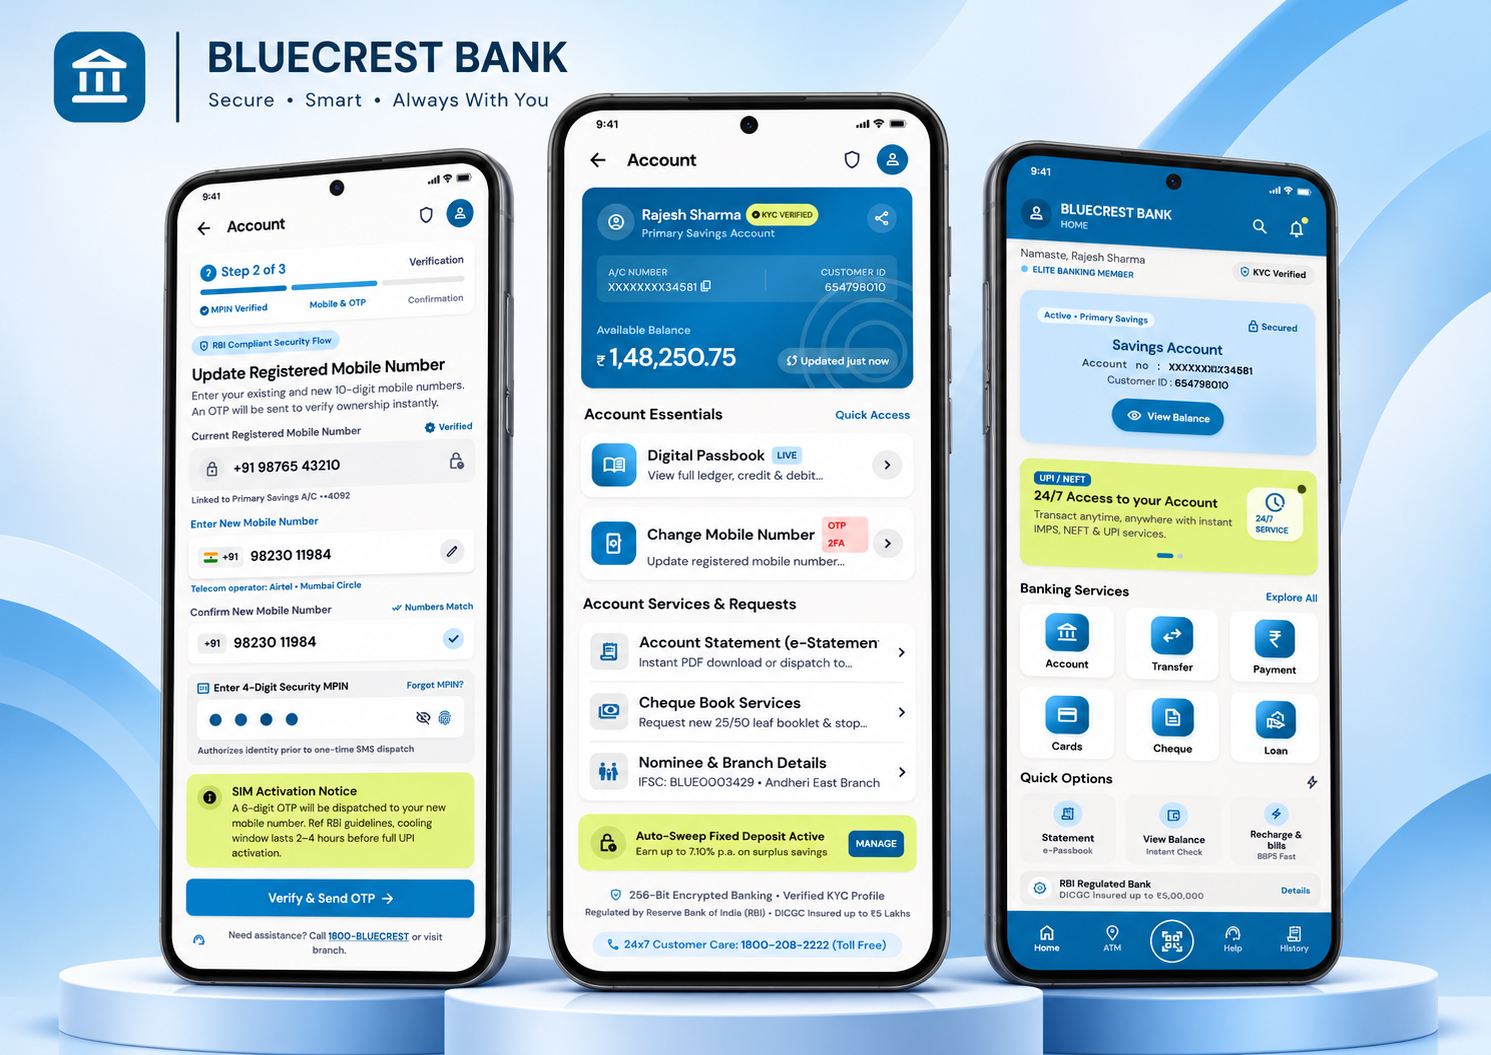 BLUECREST BANK
Secure • Smart • Always With You
9:41
Account
Step 2 of 3
Verification
MPIN Verified
Mobile & OTP
Confirmation
RBI Compliant Security Flow
Update Registered Mobile Number
Enter your existing and new 10-digit mobile numbers.
An OTP will be sent to verify ownership instantly.
Current Registered Mobile Number
Verified
+91 98765 43210
Linked to Primary Savings A/C ••4092
Enter New Mobile Number
+91
98230 11984
Telecom operator: Airtel • Mumbai Circle
Confirm New Mobile Number
Numbers Match
+91
98230 11984
Enter 4-Digit Security MPIN
Forgot MPIN?
Authorizes identity prior to one-time SMS dispatch
SIM Activation Notice
A 6-digit OTP will be dispatched to your new
mobile number. Ref RBi guidelines, cooling
window lasts 2–4 hours before full UPI
activation.
Verify & Send OTP →
Need assistance? Call 1800-BLUECREST or visit
branch.
9:41
Account
Rajesh Sharma
KYC VERIFIED
Primary Savings Account
A/C NUMBER
XXXXXXXX34581
CUSTOMER ID
654798010
Available Balance
₹ 1,48,250.75
Updated just now
Account Essentials
Quick Access
Digital Passbook
LIVE
View full ledger, credit & debit...
Change Mobile Number
OTP
2FA
Update registered mobile number...
Account Services & Requests
Account Statement (e-Statement
Instant PDF download or dispatch to...
Cheque Book Services
Request new 25/50 leaf booklet & stop...
Nominee & Branch Details
IFSC: BLUE0003429 • Andheri East Branch
Auto-Sweep Fixed Deposit Active
Earn up to 7.10% p.a. on surplus savings
MANAGE
256-Bit Encrypted Banking • Verified KYC Profile
Regulated by Reserve Bank of India (RBI) • DICGC Insured up to ₹5 Lakhs
24x7 Customer Care: 1800-208-2222 (Toll Free)
9:41
BLUECREST BANK
HOME
Namaste, Rajesh Sharma
ELITE BANKING MEMBER
KYC Verified
Active • Primary Savings
Secured
Savings Account
Account no : XXXXXXXX34581
Customer ID : 654798010
View Balance
UPI / NEFT
24/7 Access to your Account
Transact anytime, anywhere with instant
IMPS, NEFT & UPI services.
24/7
SERVICE
Banking Services
Explore All
Account
Transfer
Payment
Cards
Cheque
Loan
Quick Options
Statement
e-Passbook
View Balance
Instant Check
Recharge &
bills
BBPS Fast
RBI Regulated Bank
DICGC Insured up to ₹5,00,000
Details
Home
ATM
Help
History